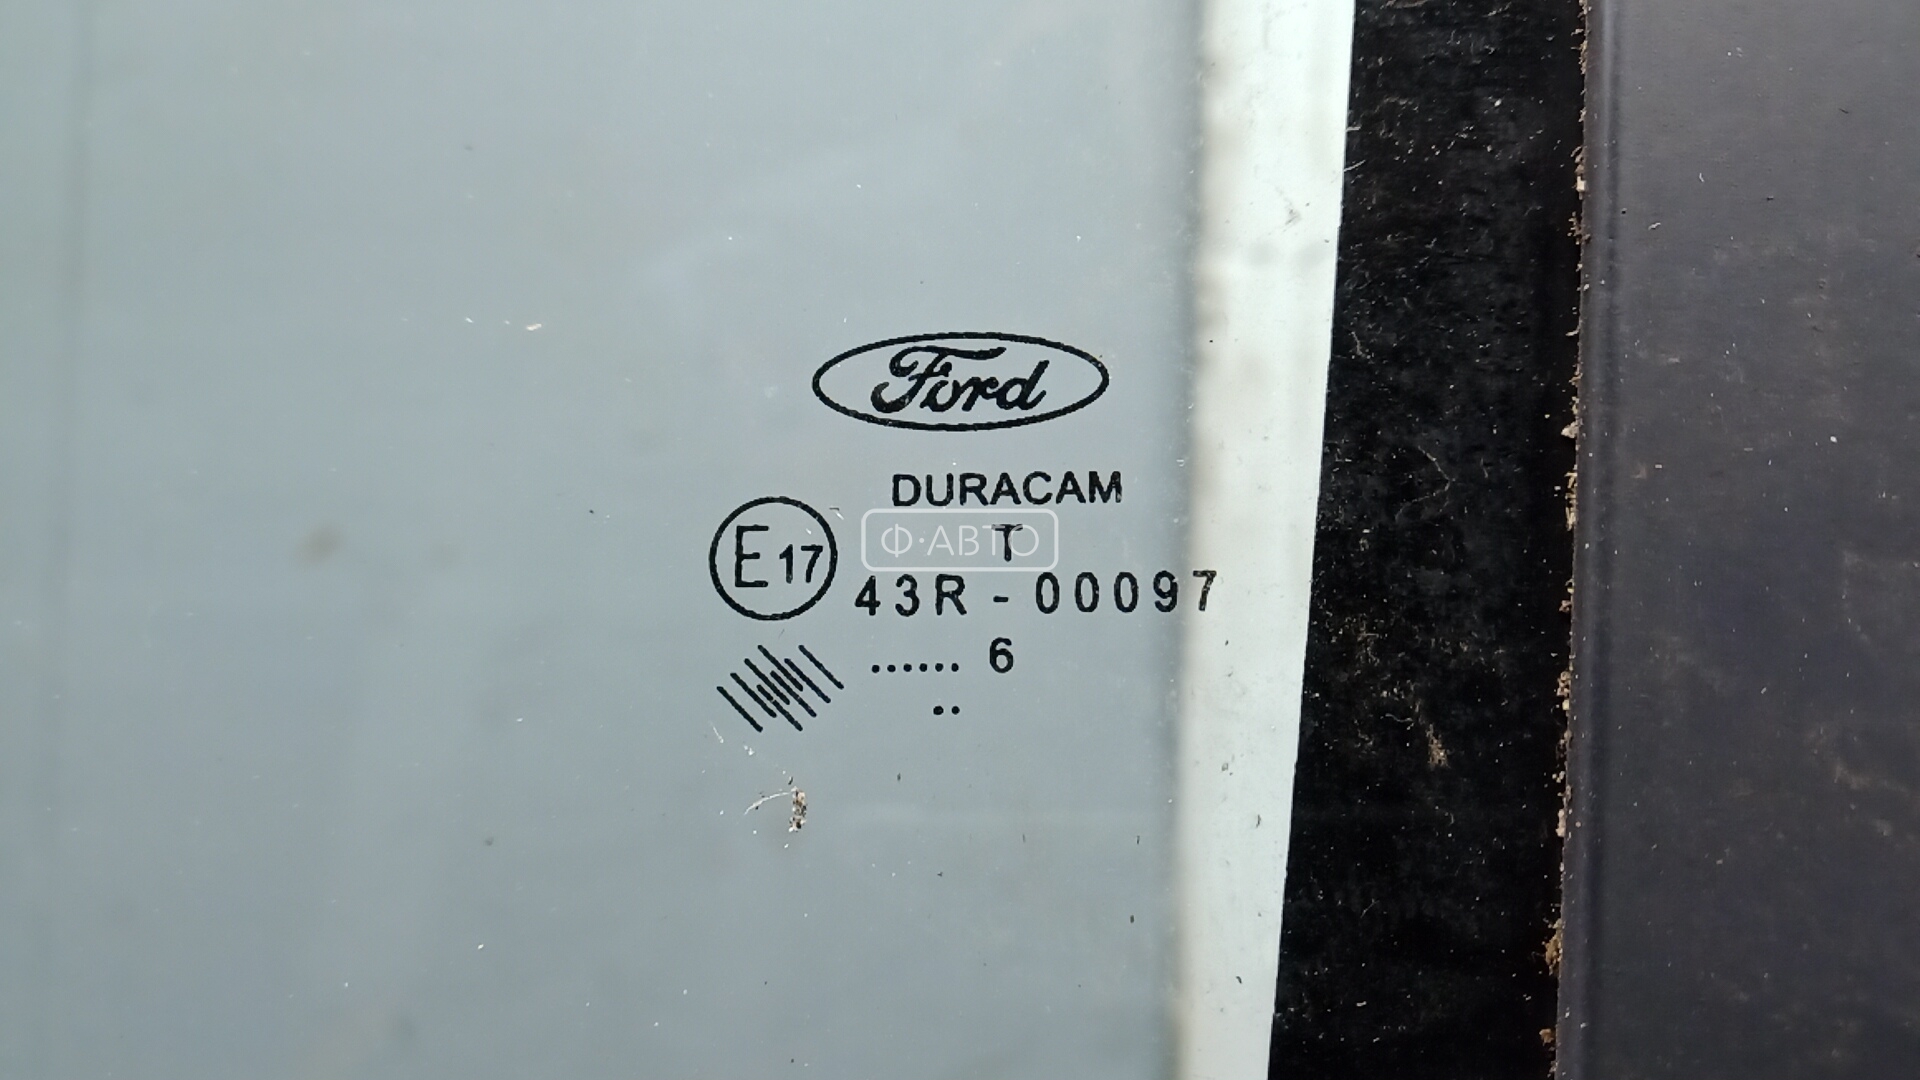 Ford
DURACAM
T
Ф·АВТО
E17
43R - 00097
...... 6
..